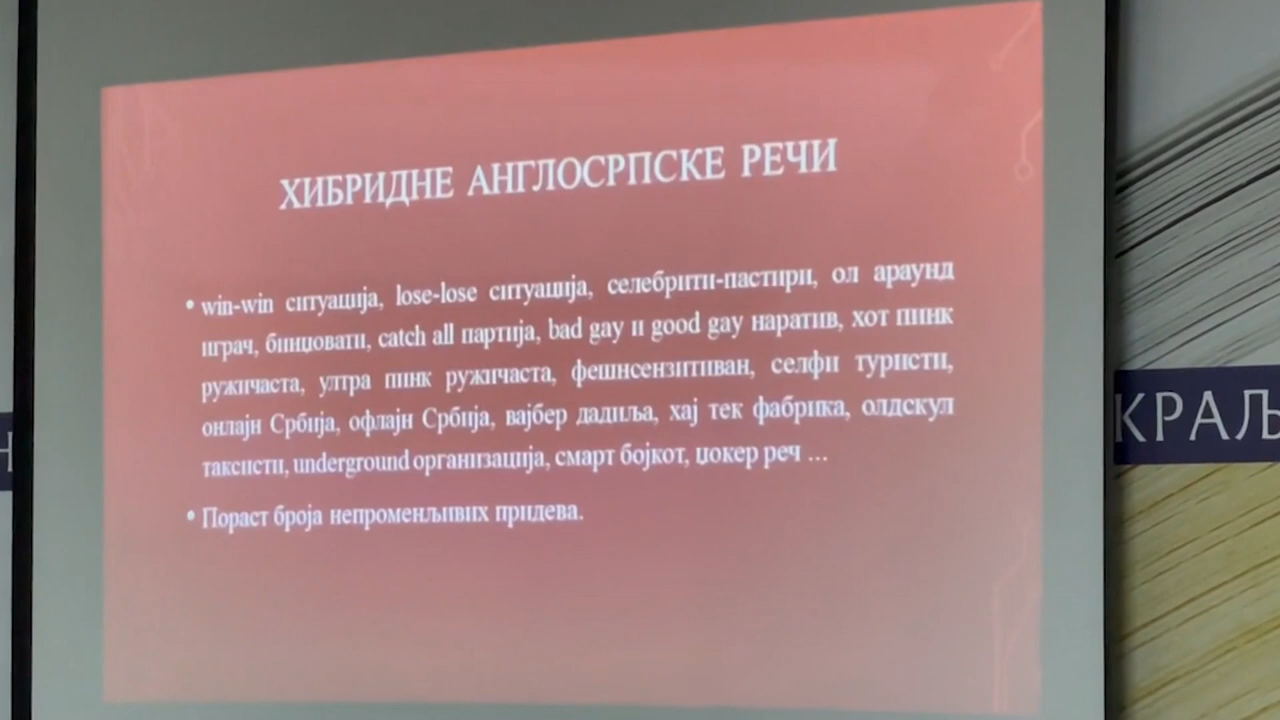 ХИБРИДНЕ АНГЛОСРПСКЕ РЕЧИ
• win-win ситуација, lose-lose ситуација, селебрити-пастири, ол араунд
играч, бинџовати, catch all партија, bad gay и good gay наратив, хот пинк
ружичаста, ултра пинк ружичаста, фешнсензитиван, селфи туристи,
онлајн Србија, офлајн Србија, вајбер дадиља, хај тек фабрика, олдскул
таксисти, underground организација, смарт бојкот, џокер реч ...
• Пораст броја непроменљивих придева.
КРАЉ